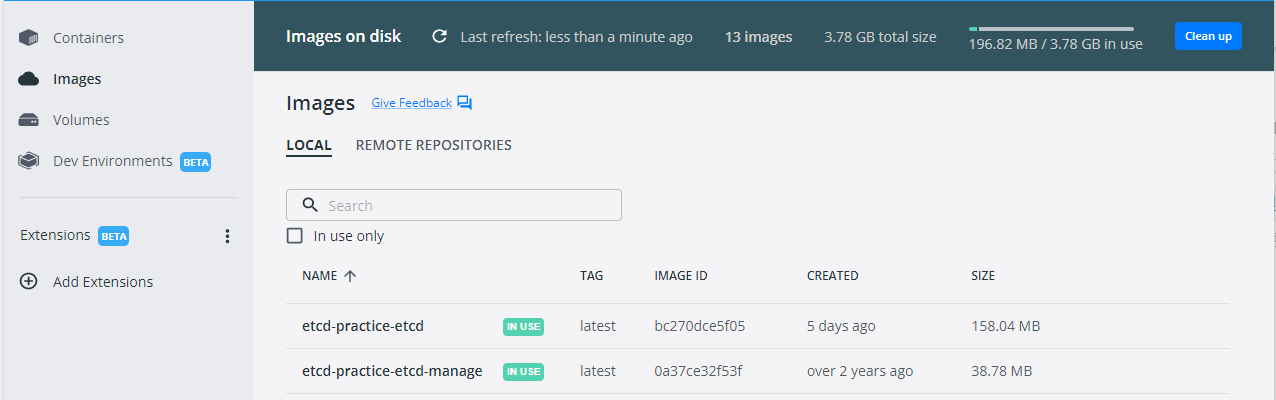 Containers
Images
Volumes
Dev Environments BETA
Extensions BETA
Add Extensions
Images on disk Last refresh: less than a minute ago 13 images 3.78 GB total size 196.82 MB / 3.78 GB in use Clean up
Images Give Feedback
LOCAL REMOTE REPOSITORIES
Search
In use only
NAME TAG IMAGE ID CREATED SIZE
etcd-practice-etcd IN USE latest bc270dce5f05 5 days ago 158.04 MB
etcd-practice-etcd-manage IN USE latest 0a37ce32f53f over 2 years ago 38.78 MB